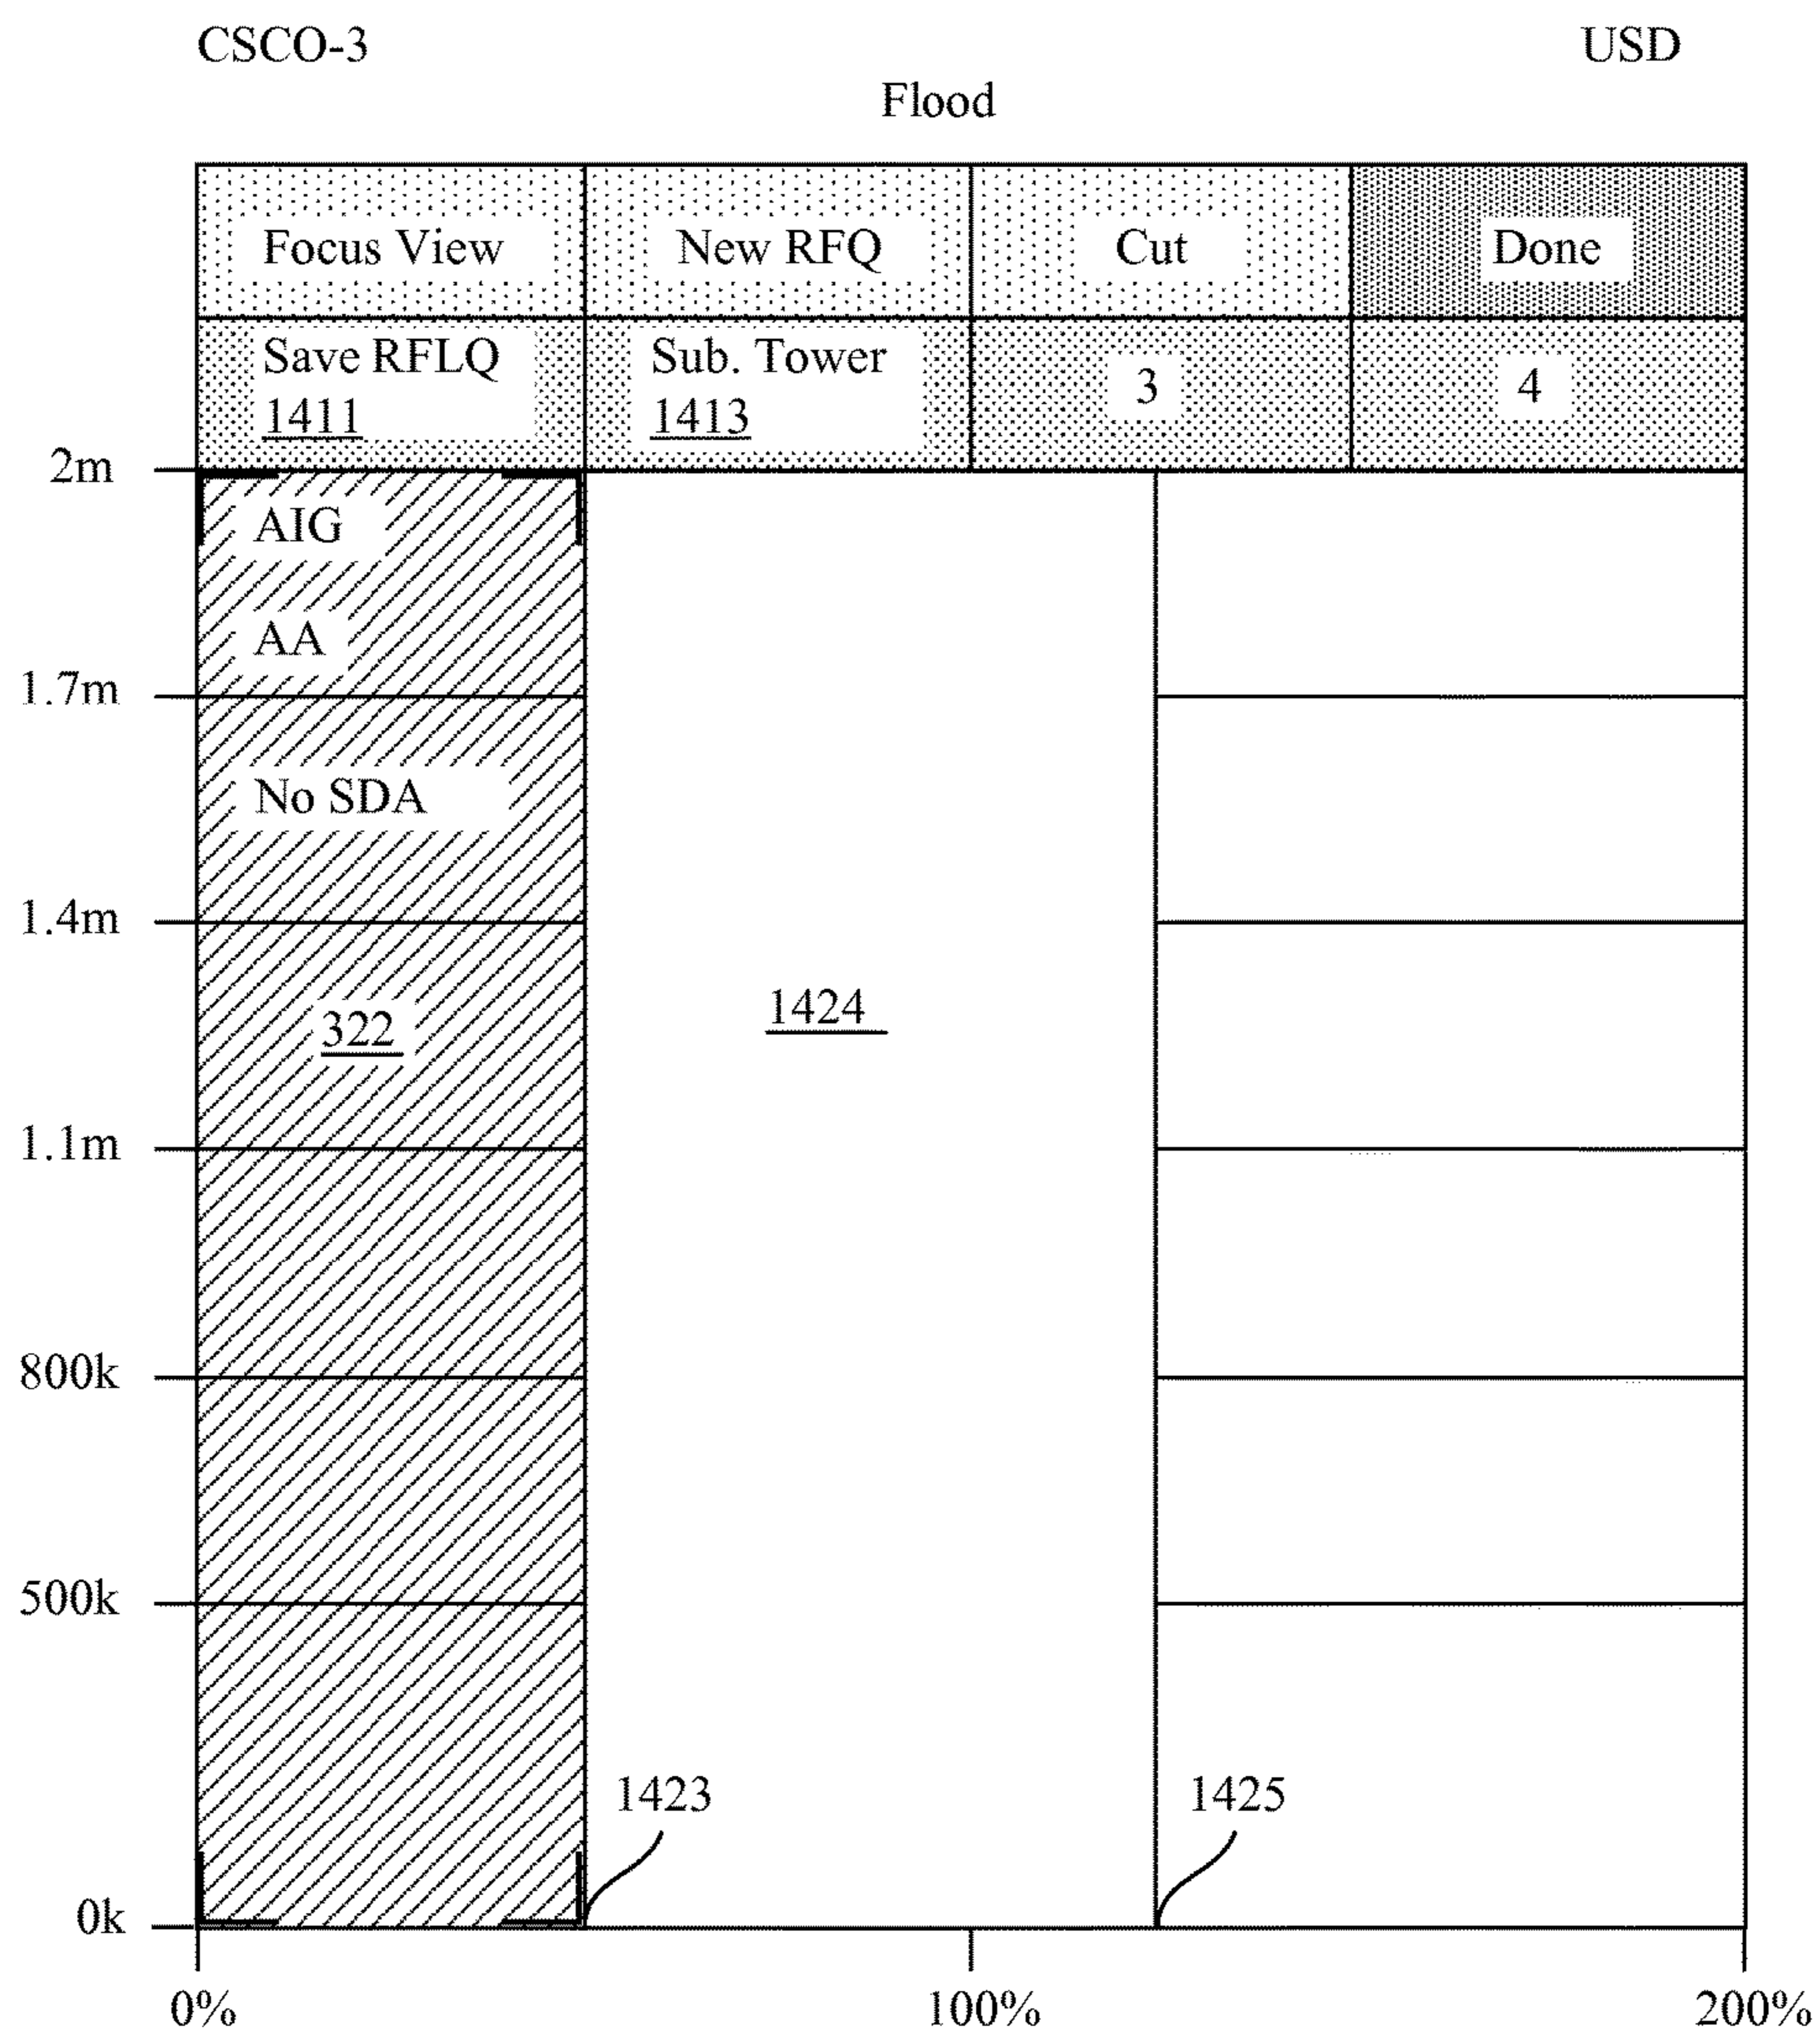 CSCO-3
USD
Flood
Focus View
New RFQ
Cut
Done
Save RFLQ
1411
Sub. Tower
1413
3
4
2m
AIG
AA
1.7m
No SDA
1.4m
1424
322
1.1m
800k
500k
1423
1425
0k
0%
100%
200%